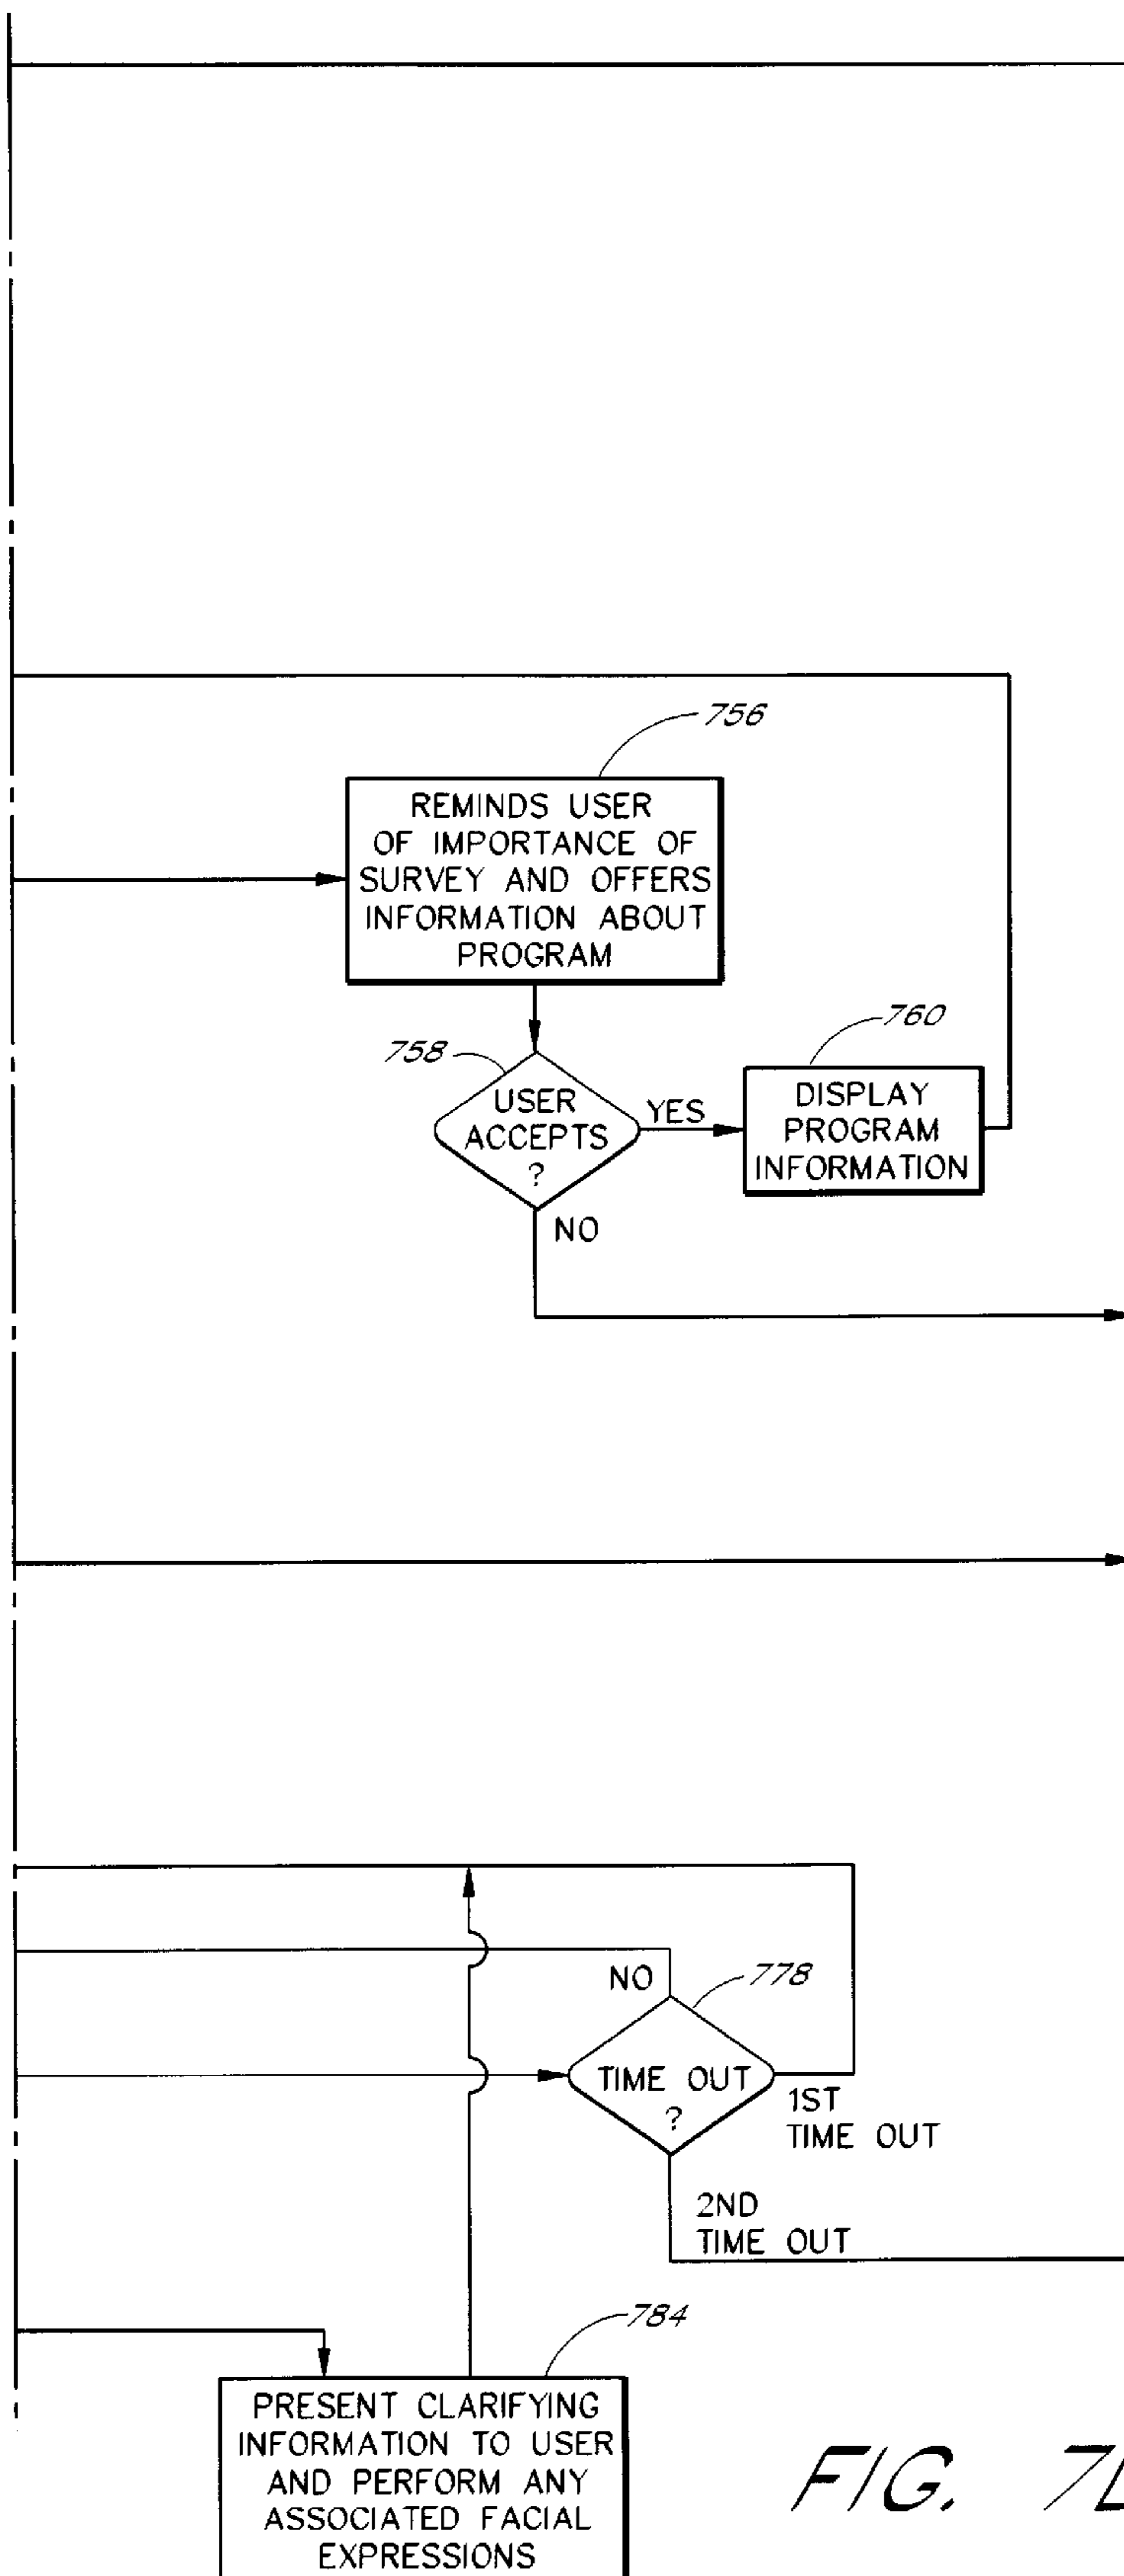 756
REMINDS USER
OF IMPORTANCE OF
SURVEY AND OFFERS
INFORMATION ABOUT
PROGRAM
758
USER
ACCEPTS
?
YES
760
DISPLAY
PROGRAM
INFORMATION
NO
NO
778
TIME OUT
?
1ST
TIME OUT
2ND
TIME OUT
784
PRESENT CLARIFYING
INFORMATION TO USER
AND PERFORM ANY
ASSOCIATED FACIAL
EXPRESSIONS
FIG.